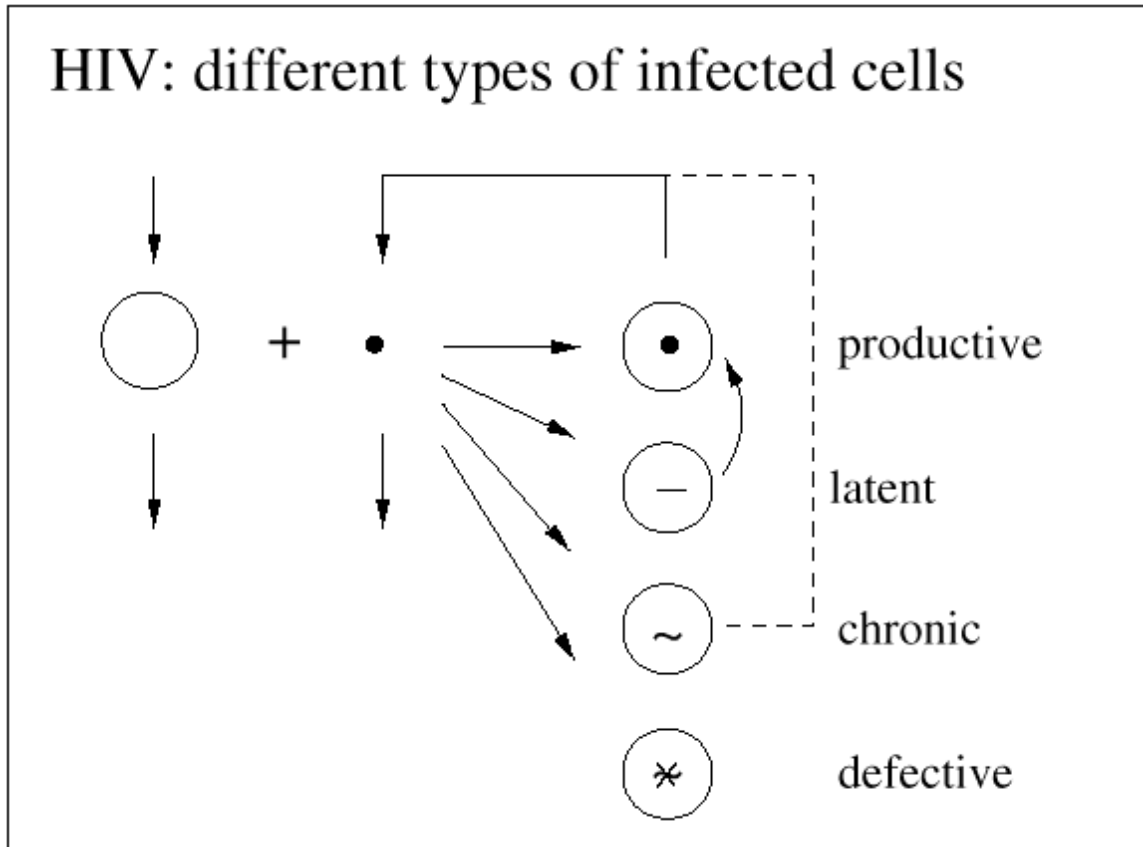 HIV: different types of infected cells
+
productive
latent
chronic
defective